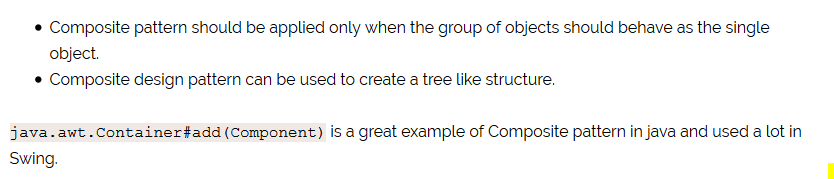 • Composite pattern should be applied only when the group of objects should behave as the single
object.
• Composite design pattern can be used to create a tree like structure.
java.awt.Container#add(Component) is a great example of Composite pattern in java and used a lot in
Swing.